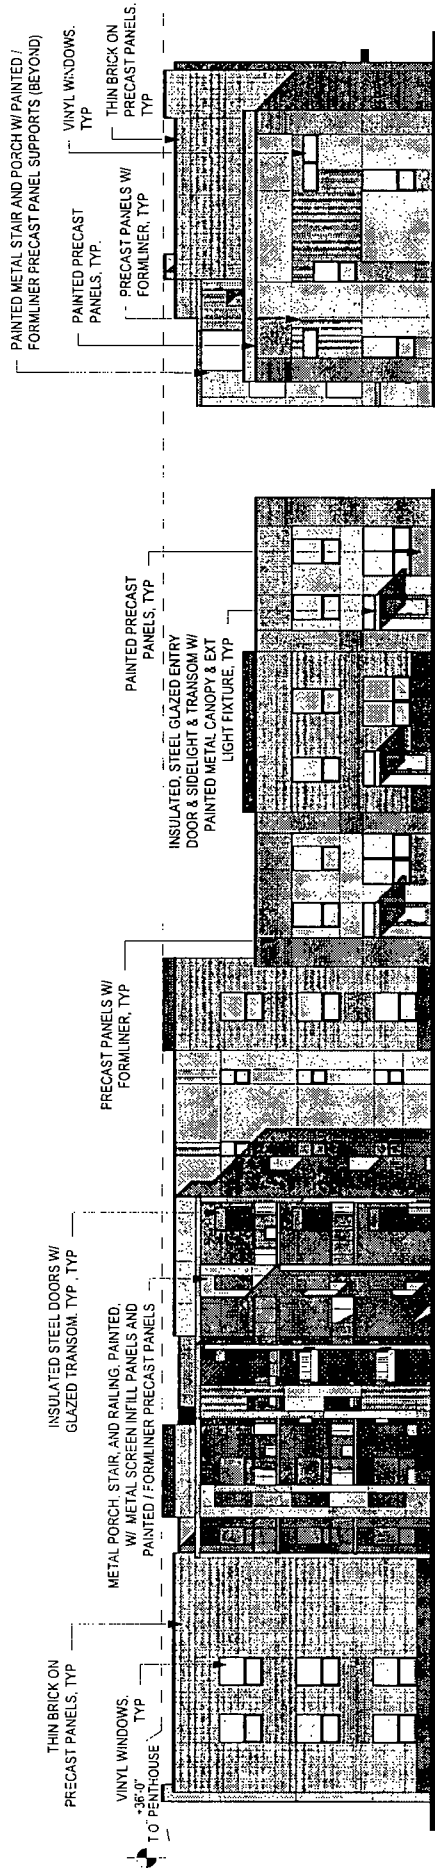 THIN BRICK ON
PRECAST PANELS, TYP
VINYL WINDOWS,
TYP
+36'-0"
T.O. PENTHOUSE
INSULATED STEEL DOORS W/
GLAZED TRANSOM, TYP., TYP
METAL PORCH, STAIR, AND RAILING, PAINTED,
W/ METAL SCREEN INFILL PANELS AND
PAINTED / FORMLINER PRECAST PANELS
PRECAST PANELS W/
FORMLINER, TYP
INSULATED, STEEL GLAZED ENTRY
DOOR & SIDELIGHT & TRANSOM W/
PAINTED METAL CANOPY & EXT
LIGHT FIXTURE, TYP
PAINTED PRECAST
PANELS, TYP
PAINTED METAL STAIR AND PORCH W/ PAINTED /
FORMLINER PRECAST PANEL SUPPORTS (BEYOND)
PAINTED PRECAST
PANELS, TYP.
PRECAST PANELS W/
FORMLINER, TYP
VINYL WINDOWS.
TYP
THIN BRICK ON
PRECAST PANELS.
TYP